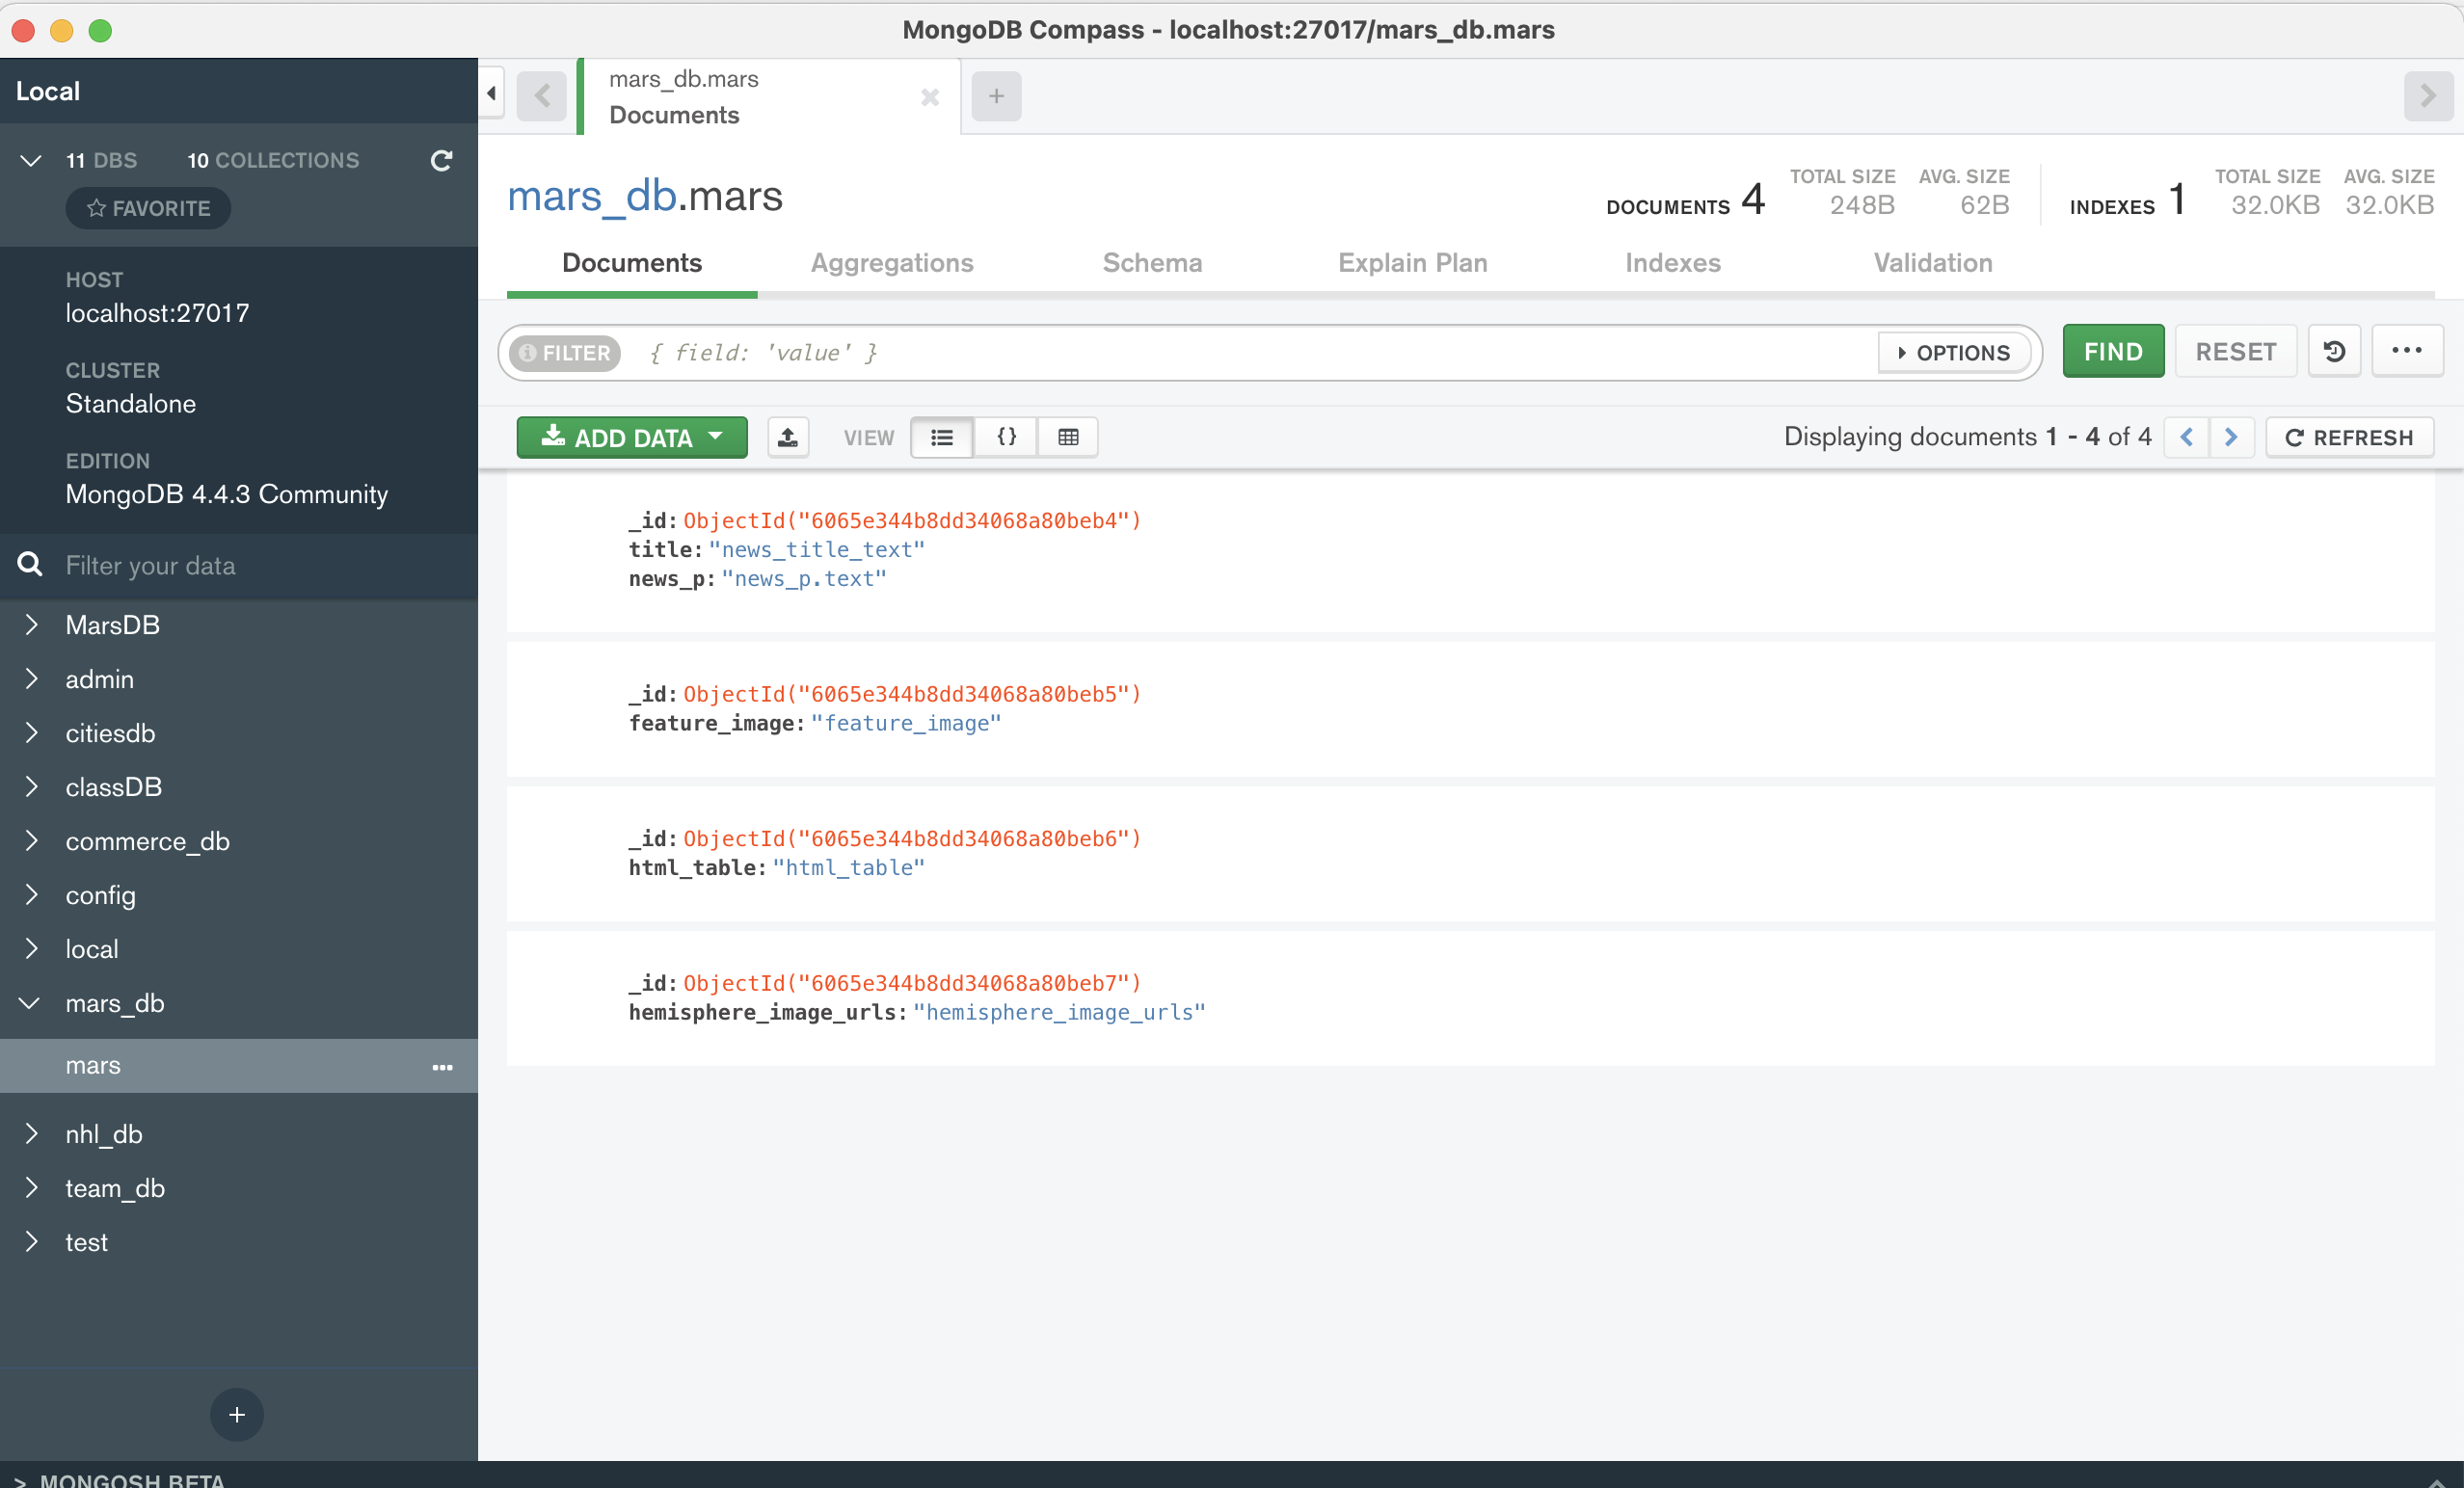 MongoDB Compass - localhost:27017/mars_db.mars
Local
11 DBS 10 COLLECTIONS
FAVORITE
HOST
localhost:27017
CLUSTER
Standalone
EDITION
MongoDB 4.4.3 Community
Filter your data
MarsDB
admin
citiesdb
classDB
commerce_db
config
local
mars_db
mars
nhl_db
team_db
test
+
> MONGOSH BETA
mars_db.mars
Documents
+
mars_db.mars
DOCUMENTS 4
TOTAL SIZE
248B
AVG. SIZE
62B
INDEXES 1
TOTAL SIZE
32.0KB
AVG. SIZE
32.0KB
Documents Aggregations Schema Explain Plan Indexes Validation
FILTER { field: 'value' } OPTIONS FIND RESET ...
ADD DATA VIEW {} Displaying documents 1 - 4 of 4 REFRESH
_id: ObjectId("6065e344b8dd34068a80beb4")
title: "news_title_text"
news_p: "news_p.text"
_id: ObjectId("6065e344b8dd34068a80beb5")
feature_image: "feature_image"
_id: ObjectId("6065e344b8dd34068a80beb6")
html_table: "html_table"
_id: ObjectId("6065e344b8dd34068a80beb7")
hemisphere_image_urls: "hemisphere_image_urls"